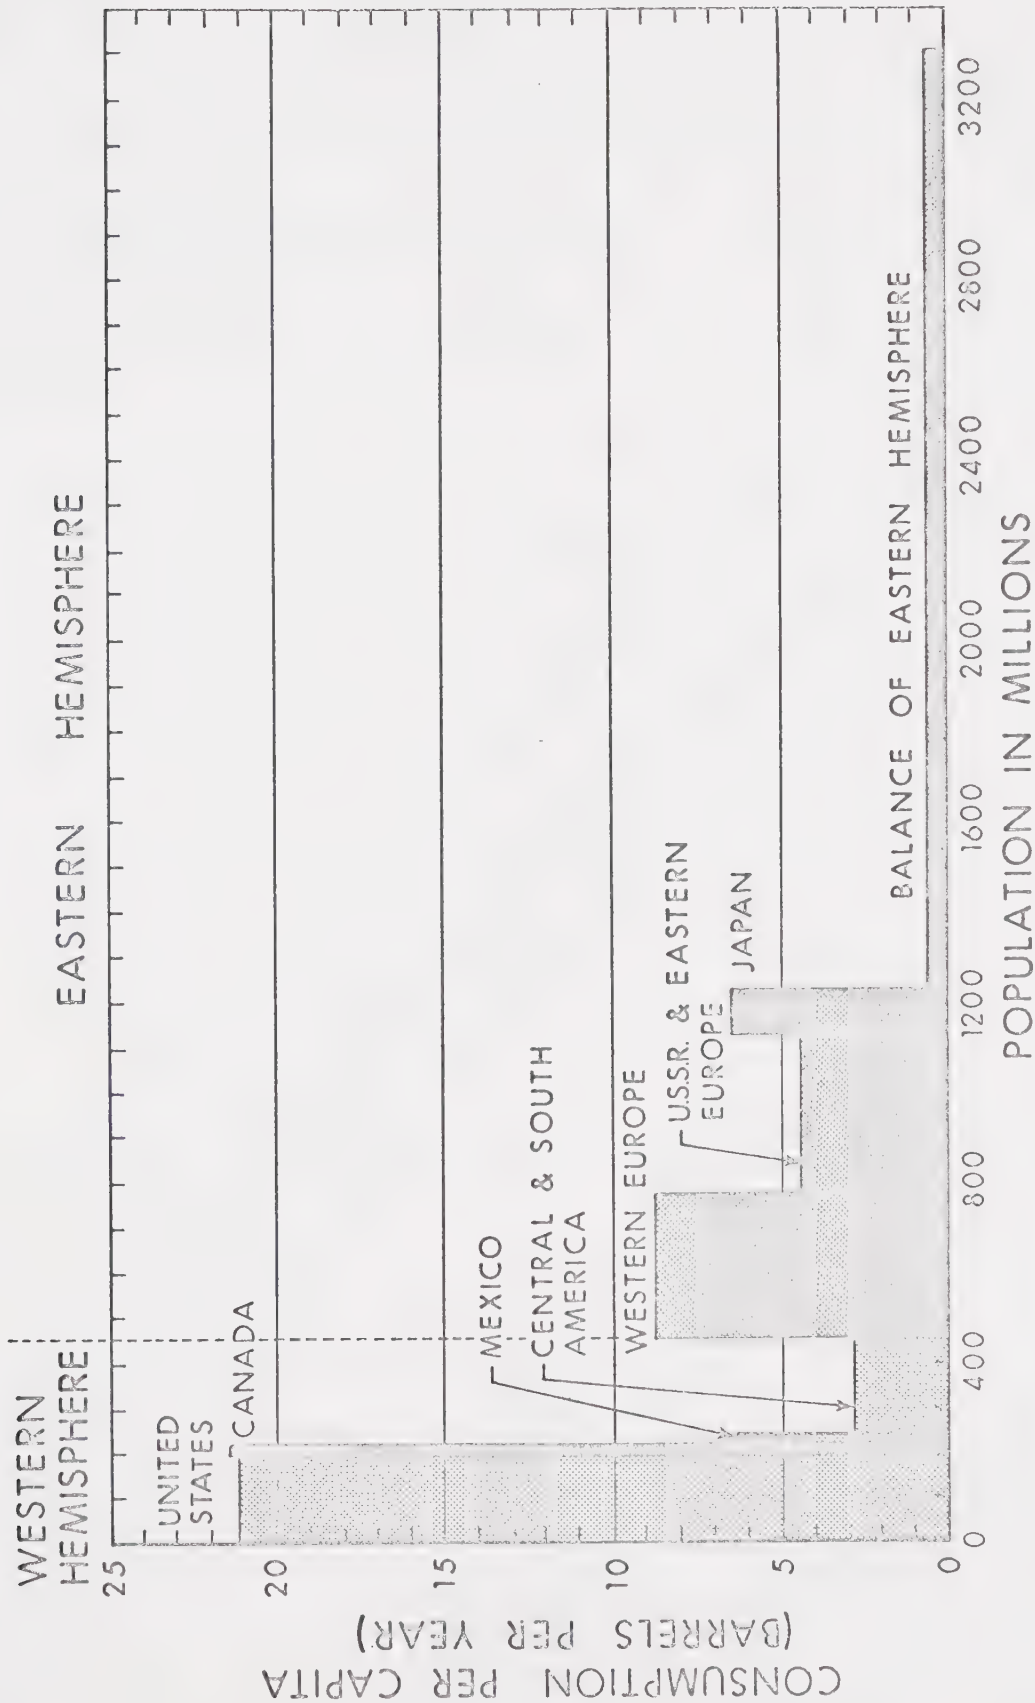 WESTERN
HEMISPHERE
EASTERN HEMISPHERE
UNITED
STATES
CANADA
MEXICO
CENTRAL & SOUTH
AMERICA
WESTERN EUROPE
U.S.S.R. & EASTERN
EUROPE
JAPAN
BALANCE OF EASTERN HEMISPHERE
CONSUMPTION PER CAPITA
(BARRELS PER YEAR)
25
20
15
10
5
0
0 400 800 1200 1600 2000 2400 2800 3200
POPULATION IN MILLIONS